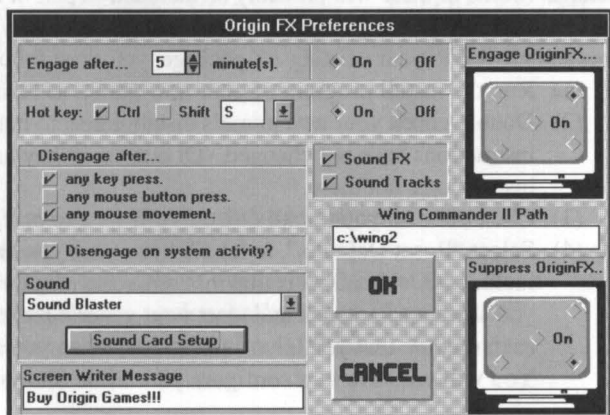 Origin FX Preferences
Engage after... 5 minute(s). On Off
Engage OriginFX...
On
Hot key: Ctrl Shift S On Off
Disengage after...
any key press.
any mouse button press.
any mouse movement.
Sound FX
Sound Tracks
Disengage on system activity?
Wing Commander II Path
c:\wing2
Sound
Sound Blaster
Sound Card Setup
OK
CANCEL
Suppress OriginFX..
On
Screen Writer Message
Buy Origin Games!!!